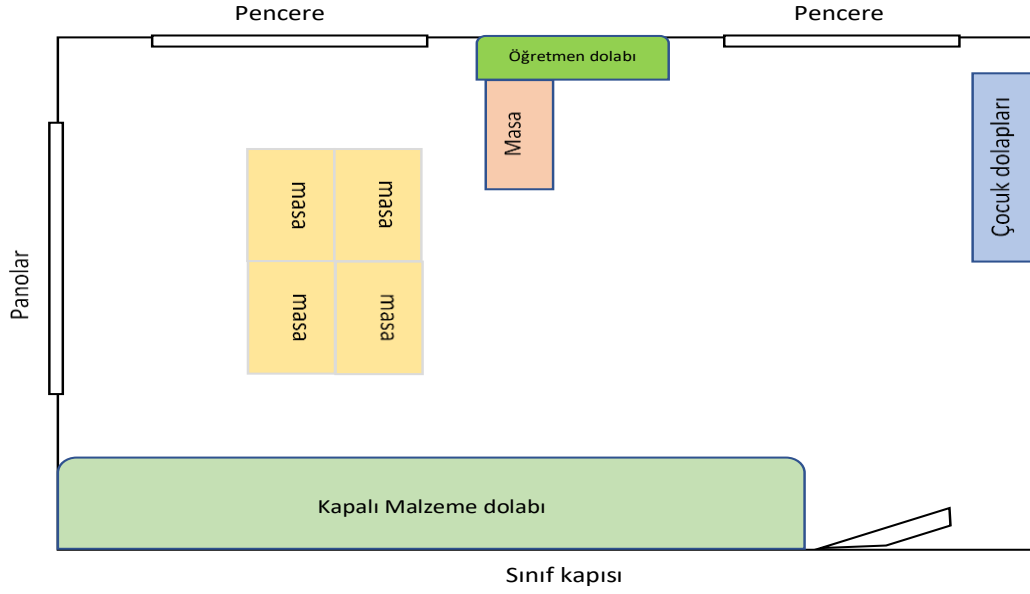 Pencere
Pencere
Öğretmen dolabı
Masa
Çocuk dolapları
masa
masa
Panolar
masa
masa
Kapalı Malzeme dolabı
Sınıf kapısı